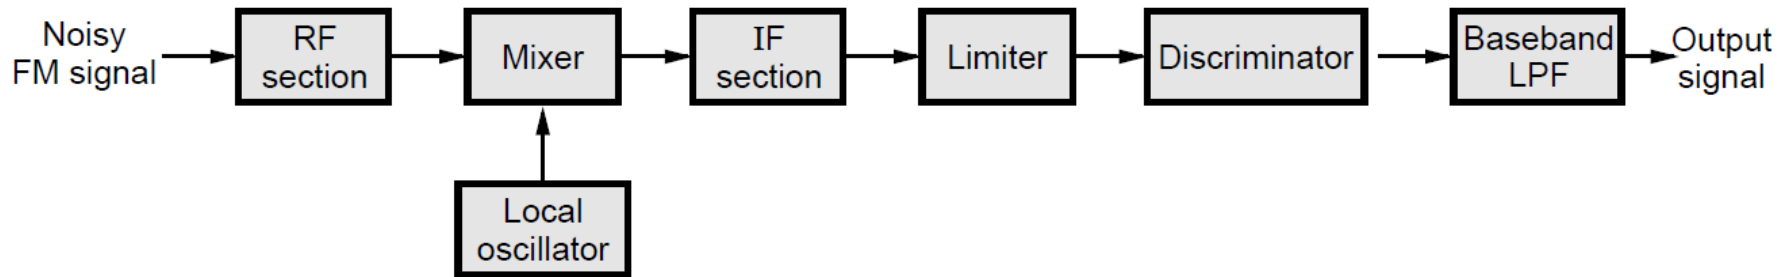 Noisy
FM signal
RF
section
Mixer
IF
section
Limiter
Discriminator
Baseband
LPF
Output
signal
Local
oscillator